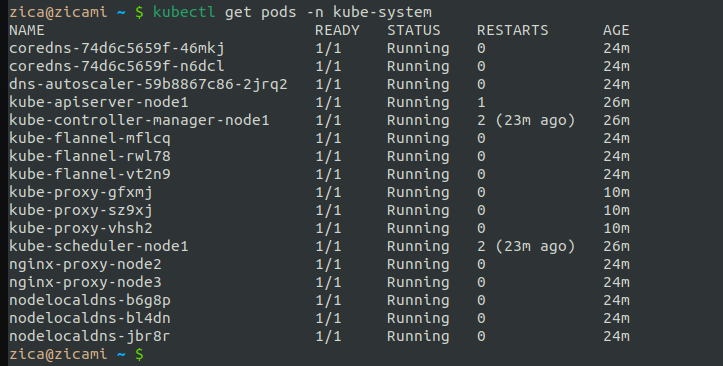 zica@zicami ~ $ kubectl get pods -n kube-system
NAME READY STATUS RESTARTS AGE
coredns-74d6c5659f-46mkj 1/1 Running 0 24m
coredns-74d6c5659f-n6dcl 1/1 Running 0 24m
dns-autoscaler-59b8867c86-2jrq2 1/1 Running 0 24m
kube-apiserver-node1 1/1 Running 1 26m
kube-controller-manager-node1 1/1 Running 2 (23m ago) 26m
kube-flannel-mflcq 1/1 Running 0 24m
kube-flannel-rwl78 1/1 Running 0 24m
kube-flannel-vt2n9 1/1 Running 0 24m
kube-proxy-gfxmj 1/1 Running 0 10m
kube-proxy-sz9xj 1/1 Running 0 10m
kube-proxy-vhsh2 1/1 Running 0 10m
kube-scheduler-node1 1/1 Running 2 (23m ago) 26m
nginx-proxy-node2 1/1 Running 0 24m
nginx-proxy-node3 1/1 Running 0 24m
nodelocaldns-b6g8p 1/1 Running 0 24m
nodelocaldns-bl4dn 1/1 Running 0 24m
nodelocaldns-jbr8r 1/1 Running 0 24m
zica@zicami ~ $